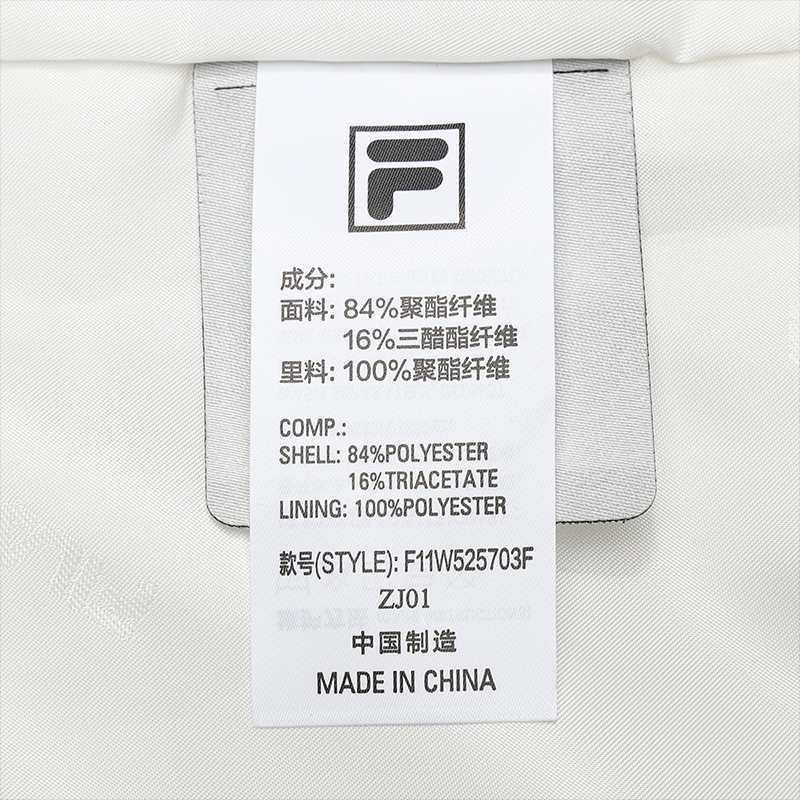 F
成分:
面料: 84%聚酯纤维
16%三醋酯纤维
里料: 100%聚酯纤维
COMP.:
SHELL: 84%POLYESTER
16%TRIACETATE
LINING: 100%POLYESTER
款号(STYLE): F11W525703F
ZJ01
中国制造
MADE IN CHINA